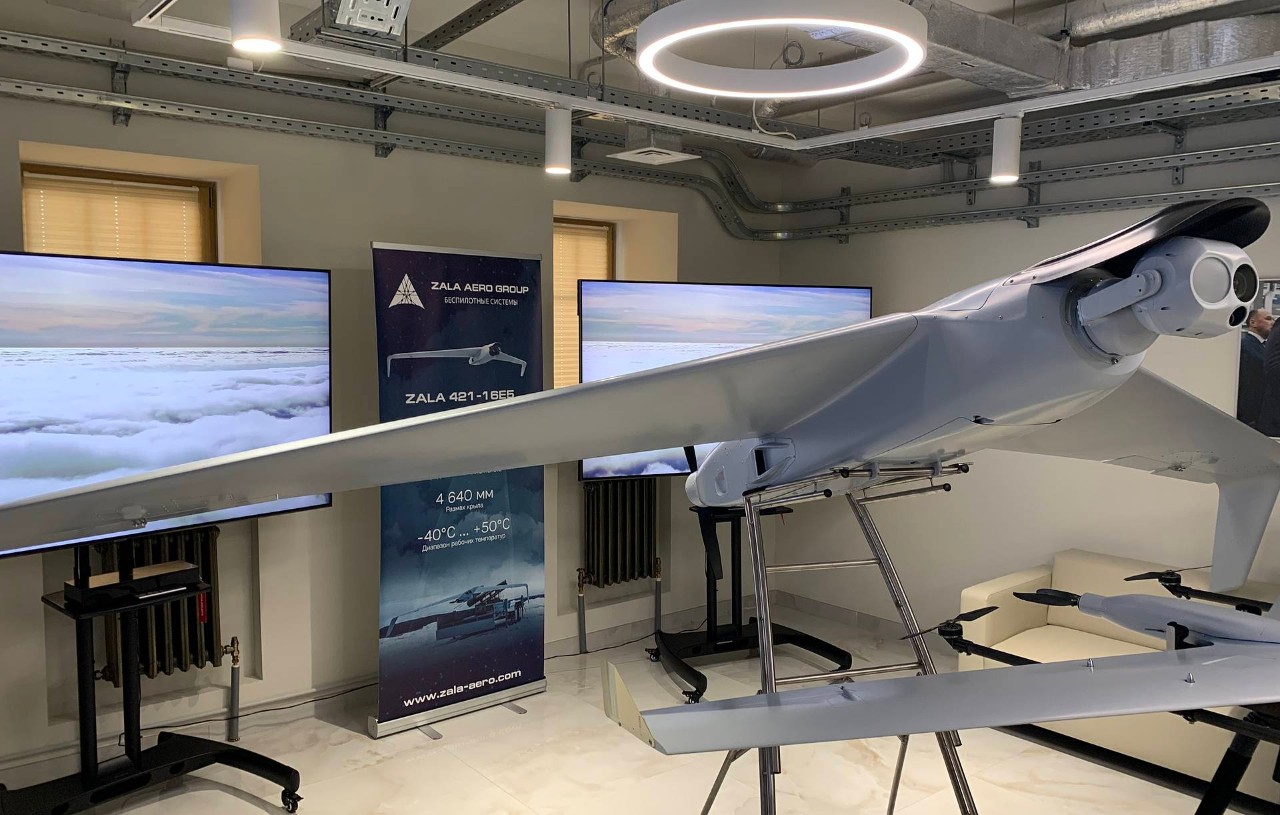 ZALA AERO GROUP
БЕСПИЛОТНЫЕ СИСТЕМЫ
ZALA 421-16E5
4 640 мм
Размах крыла
-40°C ... +50°C
Диапазон рабочих температур
www.zala-aero.com